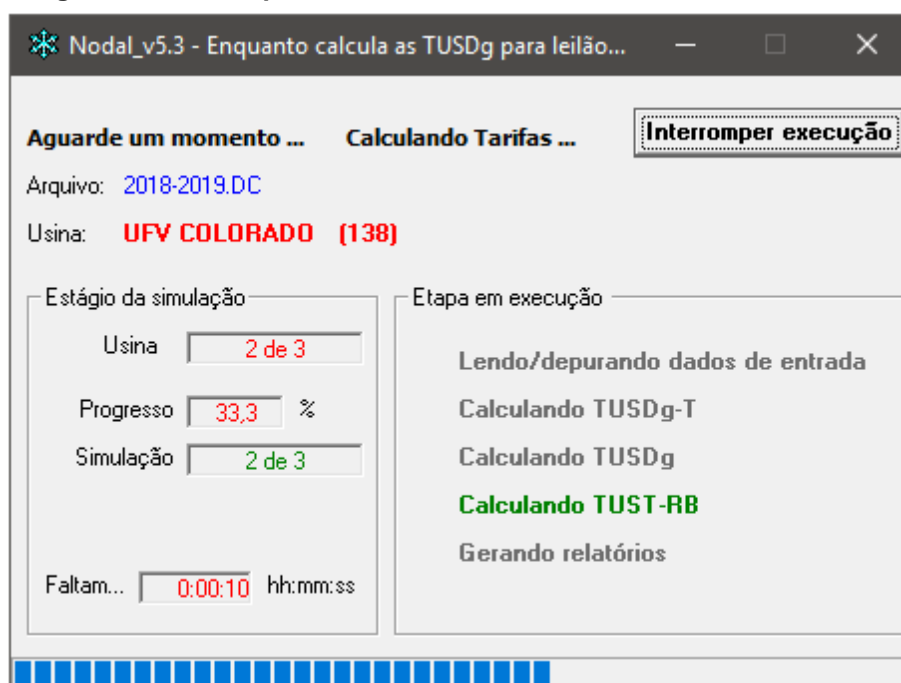 Nodal_v5.3 - Enquanto calcula as TUSDg para leilão...
Aguarde um momento ... Calculando Tarifas ... Interromper execução
Arquivo: 2018-2019.DC
Usina: UFV COLORADO (138)
Estágio da simulação
Usina 2 de 3
Progresso 33,3 %
Simulação 2 de 3
Faltam... 0:00:10 hh:mm:ss
Etapa em execução
Lendo/depurando dados de entrada
Calculando TUSDg-T
Calculando TUSDg
Calculando TUST-RB
Gerando relatórios